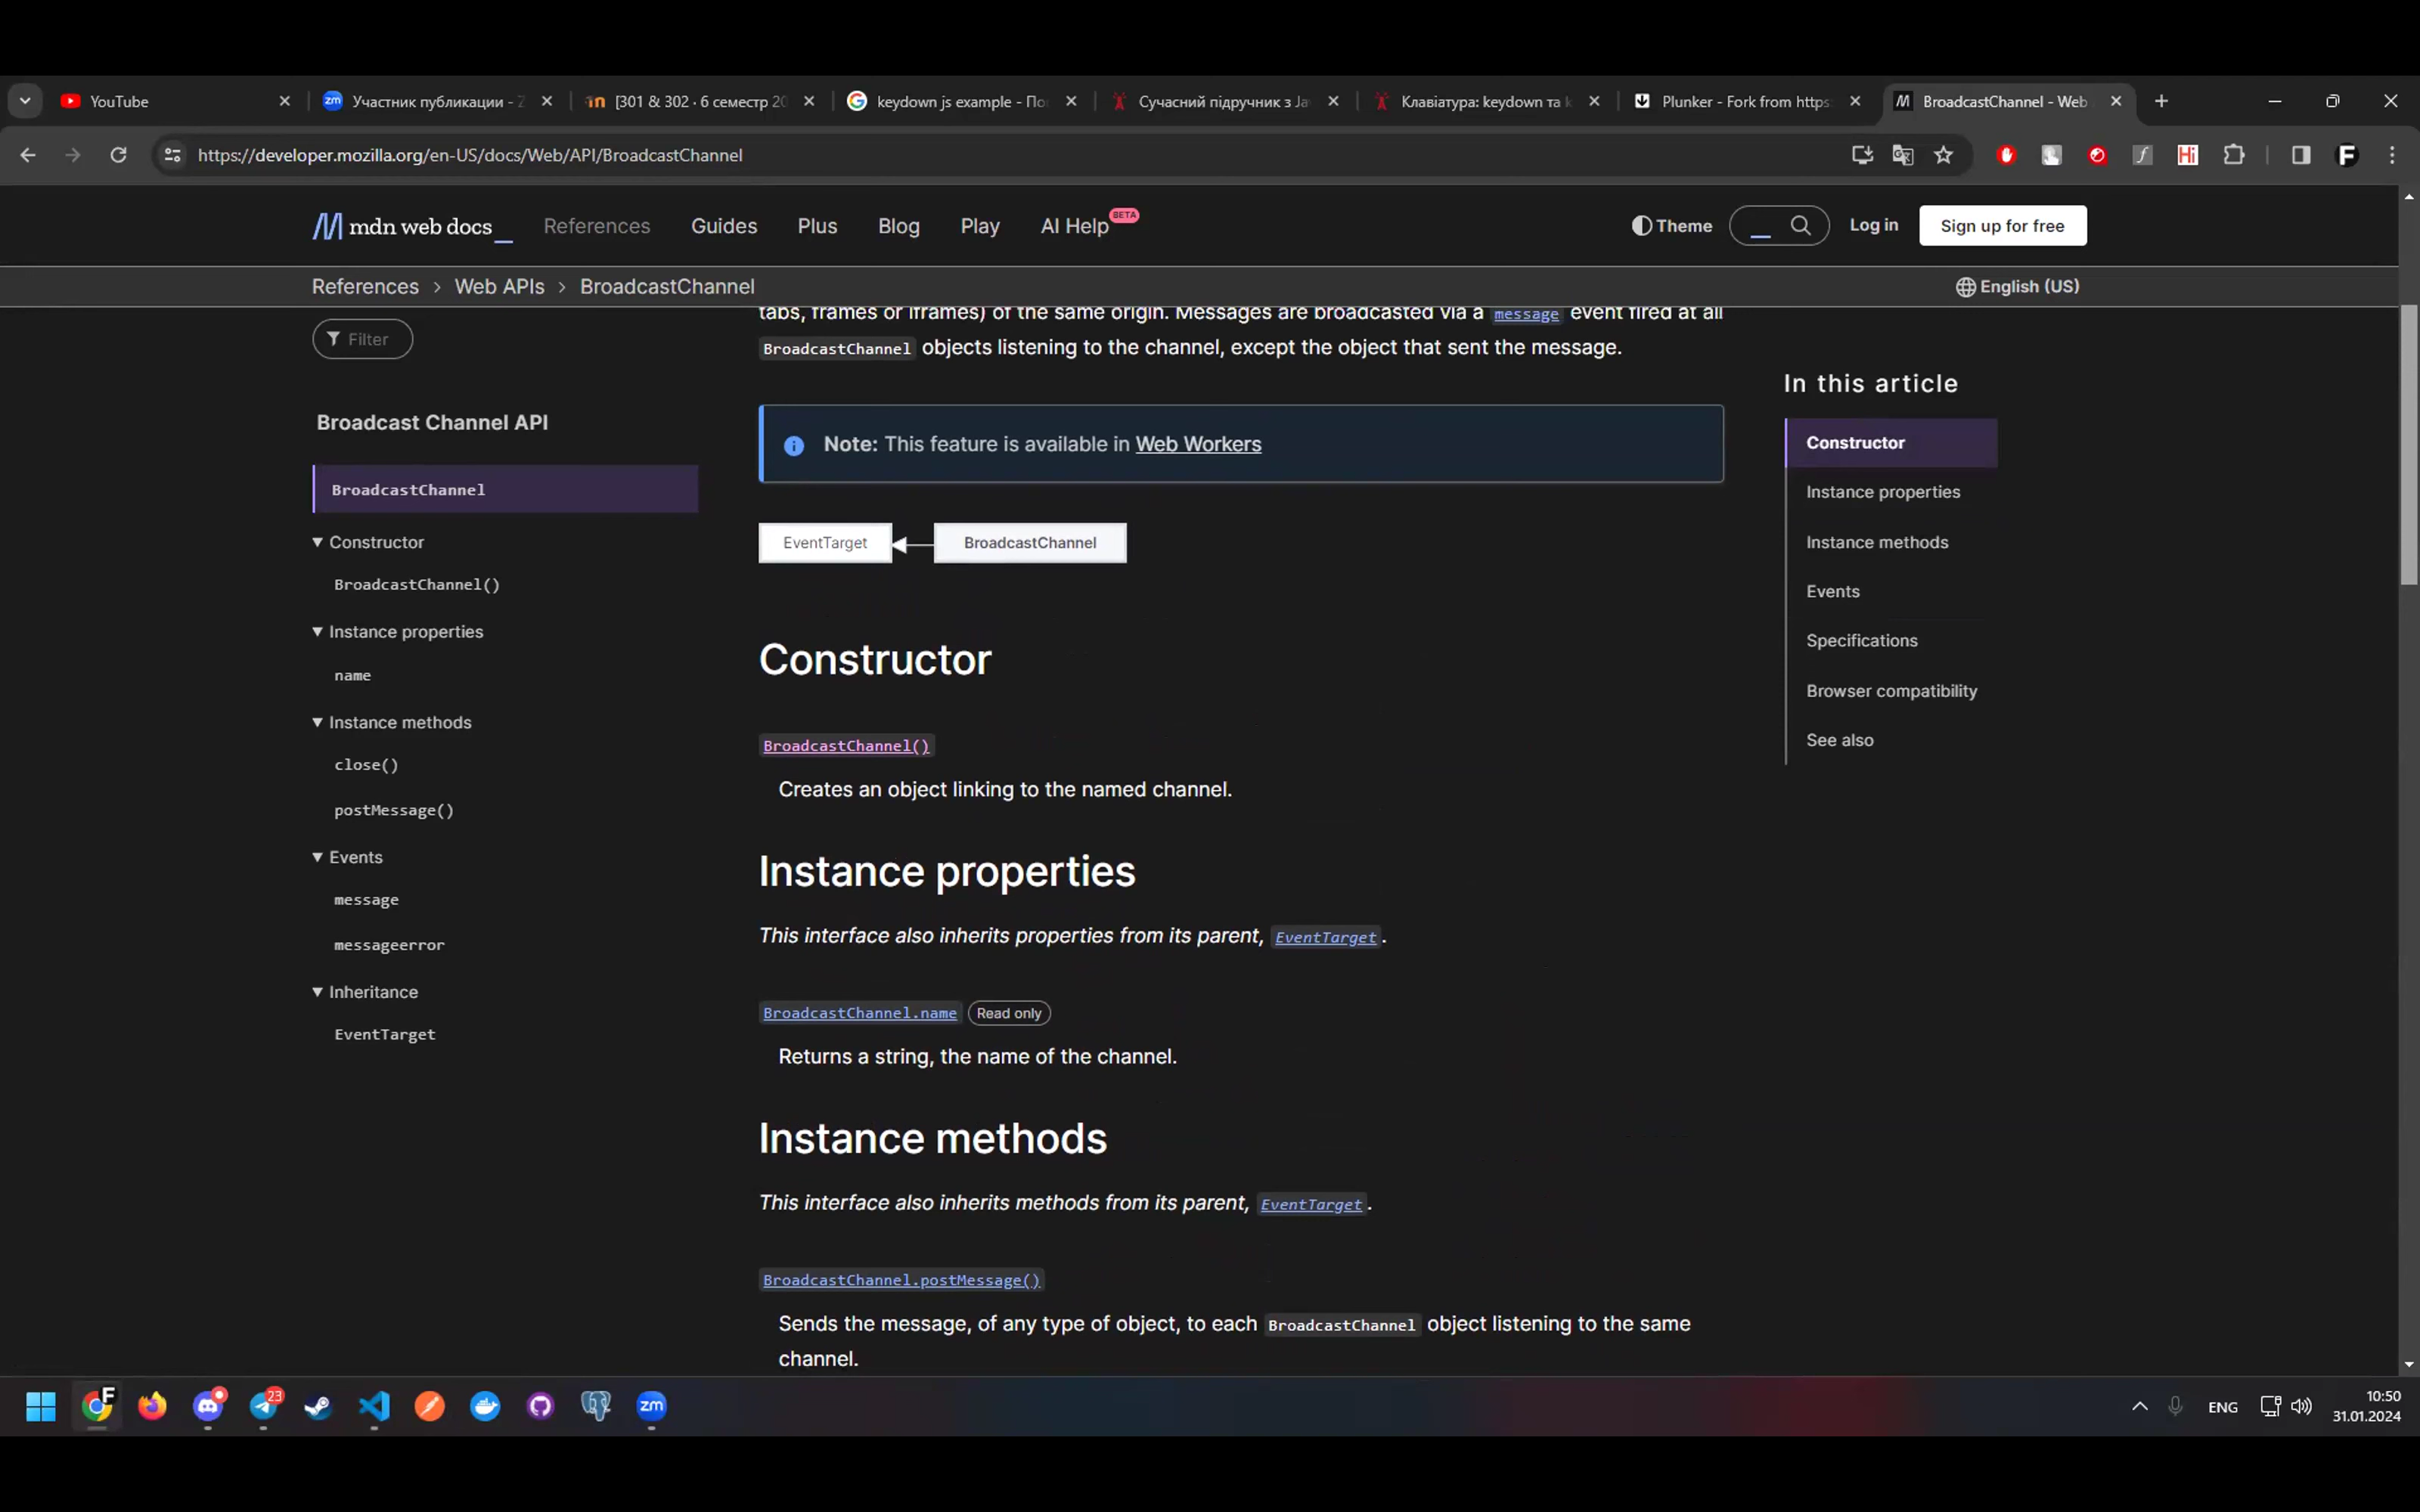 YouTube
Участник публикации - Z
[301 & 302 · 6 семестр 20
keydown js example - По
Сучасний підручник з Ja
Клавіатура: keydown та k
Plunker - Fork from https:
BroadcastChannel - Web
https://developer.mozilla.org/en-US/docs/Web/API/BroadcastChannel
mdn web docs_
References
Guides
Plus
Blog
Play
AI Help
BETA
Theme
Log in
Sign up for free
References > Web APIs > BroadcastChannel
English (US)
Filter
Broadcast Channel API
BroadcastChannel
Constructor
BroadcastChannel()
Instance properties
name
Instance methods
close()
postMessage()
Events
message
messageerror
Inheritance
EventTarget
tabs, frames or iframes) of the same origin. Messages are broadcasted via a message event fired at all
BroadcastChannel objects listening to the channel, except the object that sent the message.
Note: This feature is available in Web Workers
EventTarget
BroadcastChannel
Constructor
BroadcastChannel()
Creates an object linking to the named channel.
Instance properties
This interface also inherits properties from its parent, EventTarget.
BroadcastChannel.name Read only
Returns a string, the name of the channel.
Instance methods
This interface also inherits methods from its parent, EventTarget.
BroadcastChannel.postMessage()
Sends the message, of any type of object, to each BroadcastChannel object listening to the same
channel.
In this article
Constructor
Instance properties
Instance methods
Events
Specifications
Browser compatibility
See also
F
23
zm
ENG
10:50
31.01.2024